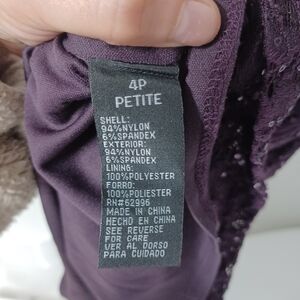 4P
PETITE
SHELL:
94%NYLON
6%SPANDEX
EXTERIOR:
94%NYLON
6%SPANDEX
LINING:
100%POLYESTER
FORRO:
100%POLIESTER
RN#62996
MADE IN CHINA
HECHO EN CHINA
SEE REVERSE
FOR CARE
VER AL DORSO
PARA CUIDADO